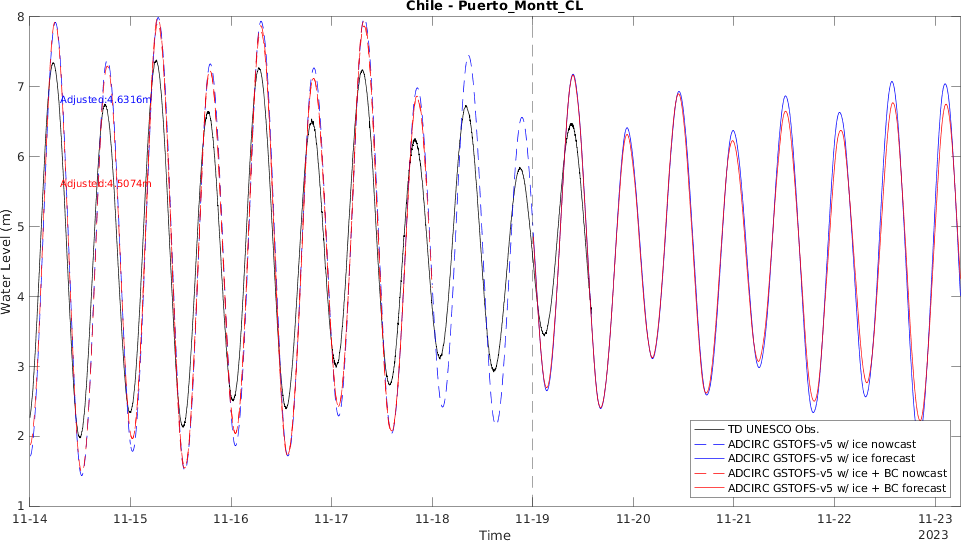 Chile - Puerto_Montt_CL
8
7
6
5
4
3
2
1
Water Level (m)
Adjusted:4.6316m
Adjusted:4.5074m
TD UNESCO Obs.
ADCIRC GSTOFS-v5 w/ ice nowcast
ADCIRC GSTOFS-v5 w/ ice forecast
ADCIRC GSTOFS-v5 w/ ice + BC nowcast
ADCIRC GSTOFS-v5 w/ ice + BC forecast
11-14 11-15 11-16 11-17 11-18 11-19 11-20 11-21 11-22 11-23
Time
2023